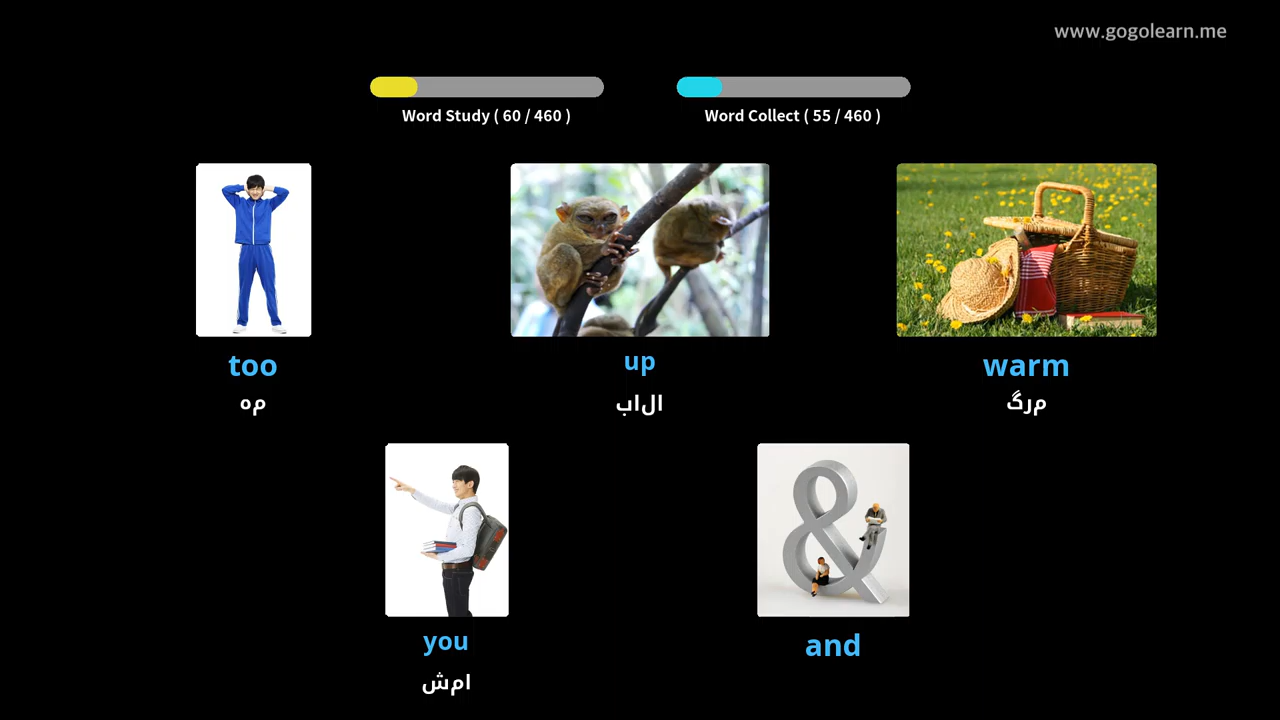 www.gogolearn.me
Word Study ( 60 / 460 )
Word Collect ( 55 / 460 )
too
مه
up
الاب
warm
مرگ
you
امش
and